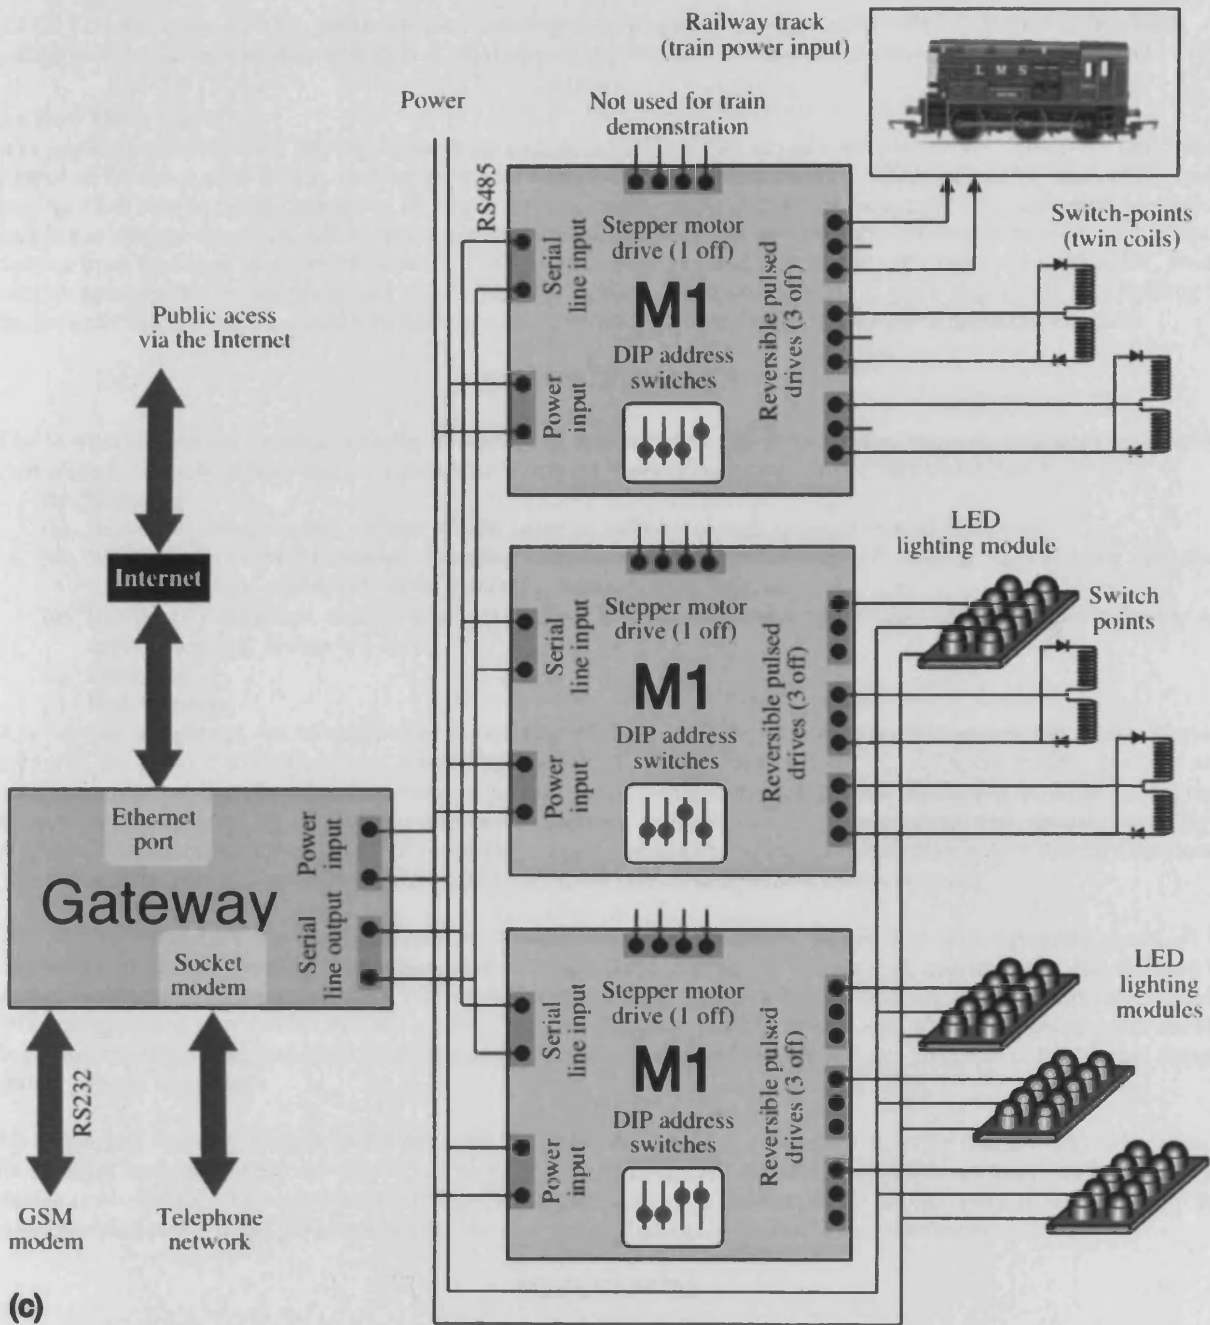 Railway track
(train power input)
L M S
Power
Not used for train
demonstration
RS485
Serial
line input
Stepper motor
drive (1 off)
M1
DIP address
switches
Power
input
Reversible pulsed
drives (3 off)
Switch-points
(twin coils)
Public acess
via the Internet
Internet
LED
lighting module
Switch
points
Serial
line input
Stepper motor
drive (1 off)
M1
DIP address
switches
Power
input
Reversible pulsed
drives (3 off)
Ethernet
port
Power
input
Gateway
Serial
line output
Socket
modem
RS232
GSM
modem
Telephone
network
Serial
line input
Stepper motor
drive (1 off)
M1
DIP address
switches
Power
input
Reversible pulsed
drives (3 off)
LED
lighting
modules
(c)